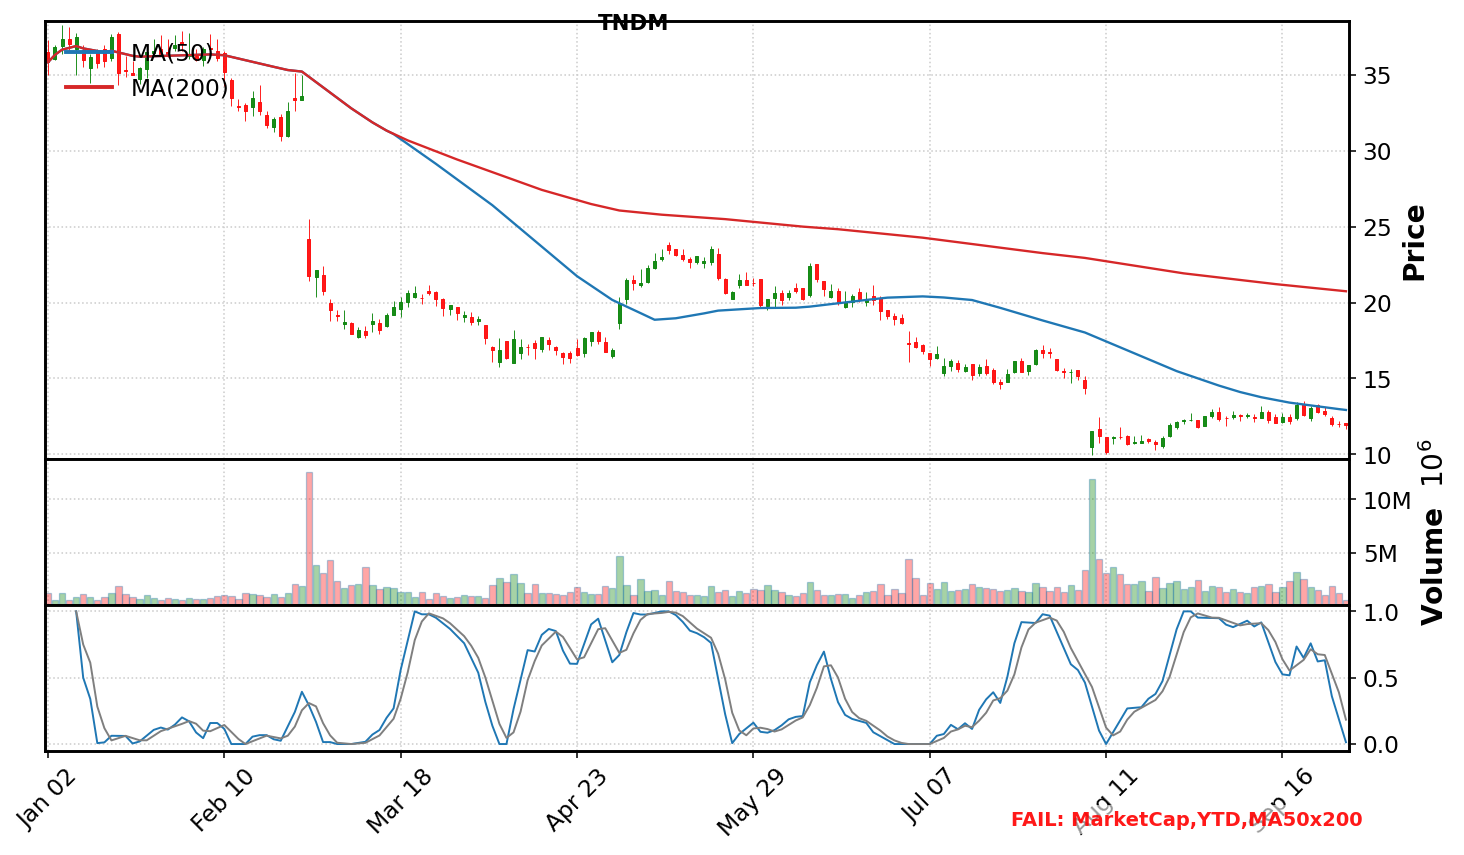 TNDM
MA(50)
MA(200)
35
30
25
20
15
10
Price
10M
5M
Volume 10^6
1.0
0.5
0.0
Jan 02
Feb 10
Mar 18
Apr 23
May 29
Jul 07
Aug 11
Sep 16
FAIL: MarketCap,YTD,MA50x200